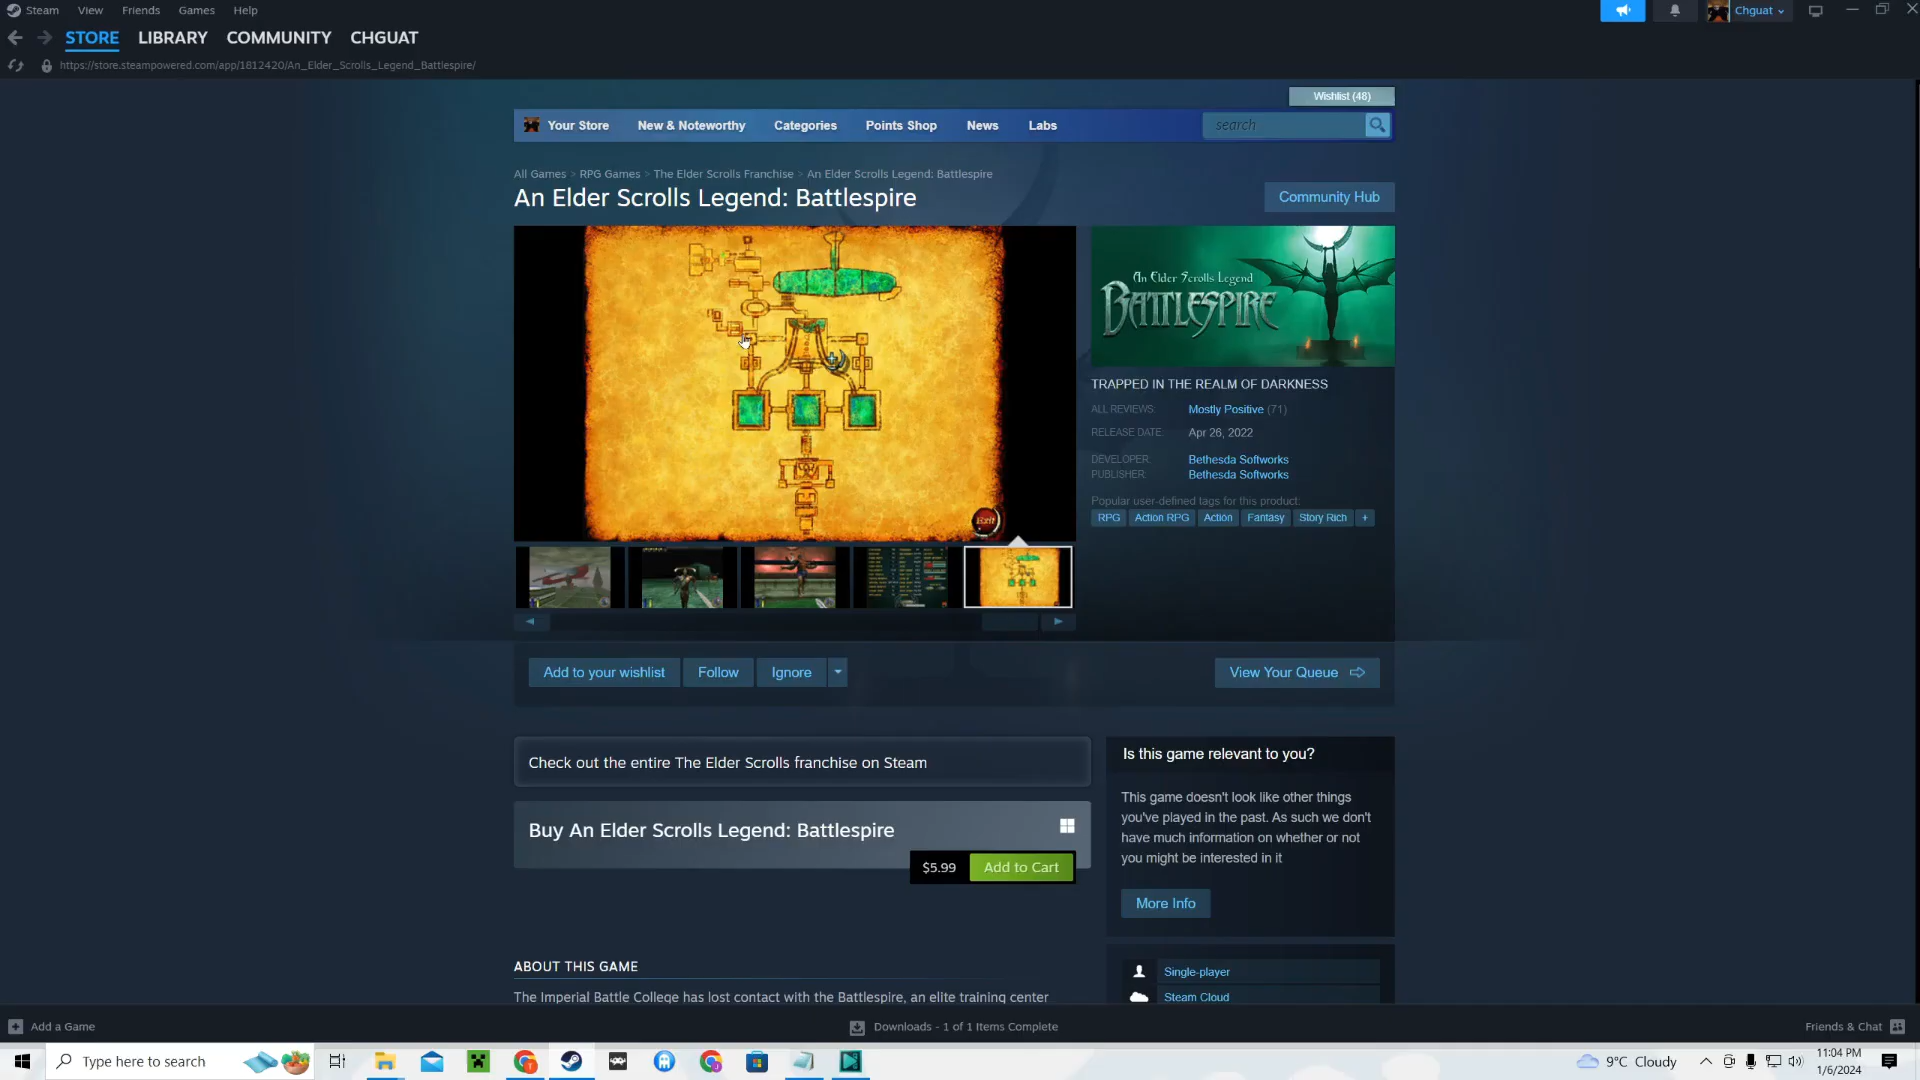 Steam View Friends Games Help
Chguat
STORE LIBRARY COMMUNITY CHGUAT
https://store.steampowered.com/app/1812420/An_Elder_Scrolls_Legend_Battlespire/
Wishlist (48)
Your Store New & Noteworthy Categories Points Shop News Labs
search
All Games > RPG Games > The Elder Scrolls Franchise > An Elder Scrolls Legend: Battlespire
An Elder Scrolls Legend: Battlespire
Community Hub
Exit
An Elder Scrolls Legend
BATTLESPIRE
TRAPPED IN THE REALM OF DARKNESS
ALL REVIEWS: Mostly Positive (71)
RELEASE DATE: Apr 26, 2022
DEVELOPER: Bethesda Softworks
PUBLISHER: Bethesda Softworks
Popular user-defined tags for this product:
RPG Action RPG Action Fantasy Story Rich +
Add to your wishlist Follow Ignore
View Your Queue
Check out the entire The Elder Scrolls franchise on Steam
Buy An Elder Scrolls Legend: Battlespire
$5.99 Add to Cart
Is this game relevant to you?
This game doesn't look like other things
you've played in the past. As such we don't
have much information on whether or not
you might be interested in it
More Info
ABOUT THIS GAME
The Imperial Battle College has lost contact with the Battlespire, an elite training center
Single-player
Steam Cloud
Add a Game
Downloads - 1 of 1 Items Complete
Friends & Chat
Type here to search
9°C Cloudy
11:04 PM
1/6/2024